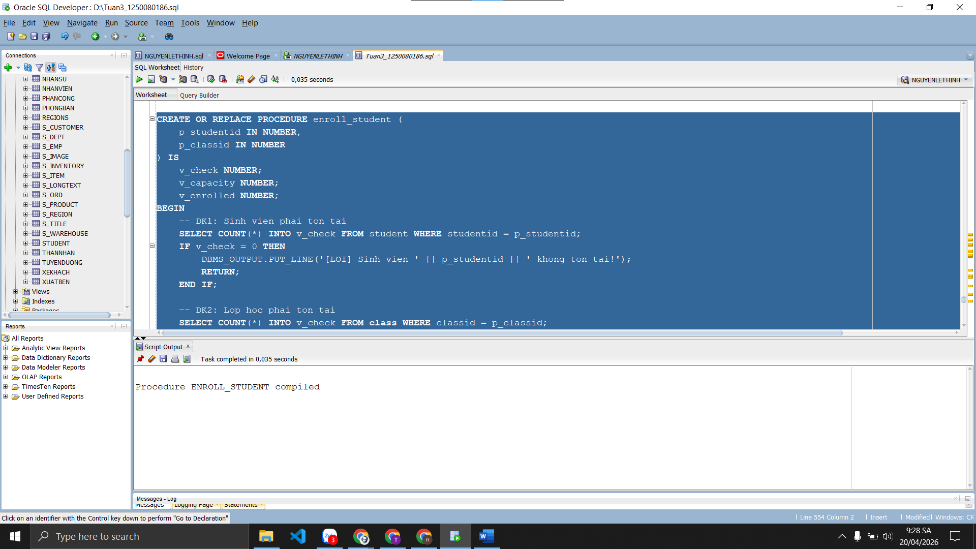 Oracle SQL Developer : D:\Tuan3_1250080186.sql
File Edit View Navigate Run Source Team Tools Window Help
Connections
NHANSU
NHANVIEN
PHANCONG
PHONGBAN
REGIONS
S_CUSTOMER
S_DEPT
S_EMP
S_IMAGE
S_INVENTORY
S_ITEM
S_LONGTEXT
S_ORD
S_PRODUCT
S_REGION
S_TITLE
S_WAREHOUSE
STUDENT
THANNHAN
TUYENDUONG
XEKHACH
XUATBEN
Views
Indexes
Packages
Reports
All Reports
Analytic View Reports
Data Dictionary Reports
Data Modeler Reports
OLAP Reports
TimesTen Reports
User Defined Reports
NGUYENLETHINH.sql Welcome Page NGUYENLETHINH Tuan3_1250080186.sql
SQL Worksheet History
0,035 seconds
NGUYENLETHINH
Worksheet Query Builder
CREATE OR REPLACE PROCEDURE enroll_student (
p_studentid IN NUMBER,
p_classid IN NUMBER
) IS
v_check NUMBER;
v_capacity NUMBER;
v_enrolled NUMBER;
BEGIN
-- DK1: Sinh vien phai ton tai
SELECT COUNT(*) INTO v_check FROM student WHERE studentid = p_studentid;
IF v_check = 0 THEN
DBMS_OUTPUT.PUT_LINE('[LOI] Sinh vien ' || p_studentid || ' khong ton tai!');
RETURN;
END IF;
-- DK2: Lop hoc phai ton tai
SELECT COUNT(*) INTO v_check FROM class WHERE classid = p_classid;
Script Output
Task completed in 0,035 seconds
Procedure ENROLL_STUDENT compiled
Messages - Log
Messages Logging Page Statements
Click on an identifier with the Control key down to perform "Go to Declaration"
Line 554 Column 2 Insert Modified Windows: CF
Type here to search
9:28 SA
20/04/2026